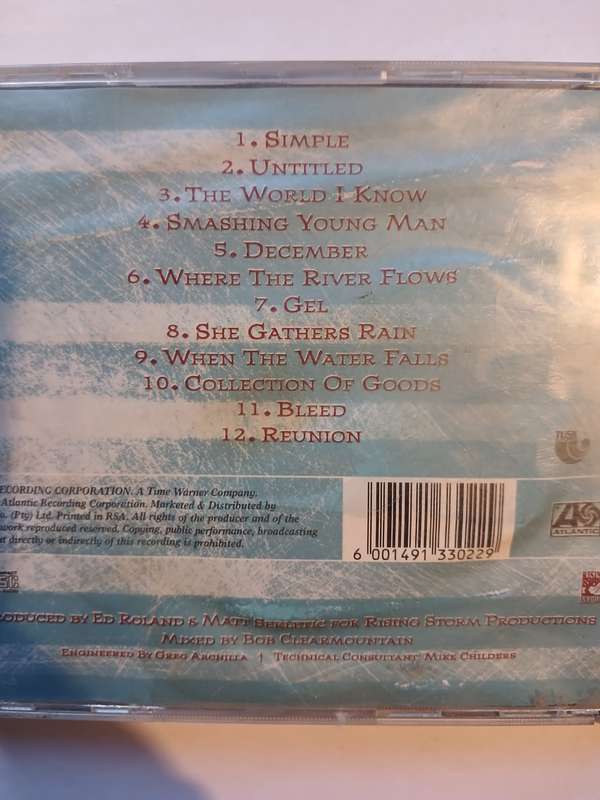 1. Simple
2. Untitled
3. The World I Know
4. Smashing Young Man
5. December
6. Where The River Flows
7. Gel
8. She Gathers Rain
9. When The Water Falls
10. Collection Of Goods
11. Bleed
12. Reunion
TUSK
ECORDING CORPORATION. A Time Warner Company.
Atlantic Recording Corporation. Marketed & Distributed by
o. (Pty) Ltd. Printed in RSA. All rights of the producer and of the
work reproduced reserved. Copying, public performance, broadcasting
directly or indirectly of this recording is prohibited.
6 001491 330229
ATLANTIC
roduced by Ed Roland & Matt Serletic for Rising Storm Productions
Mixed by Bob Clearmountain
Engineered by Greg Archilla | Technical Consultant Mike Childers